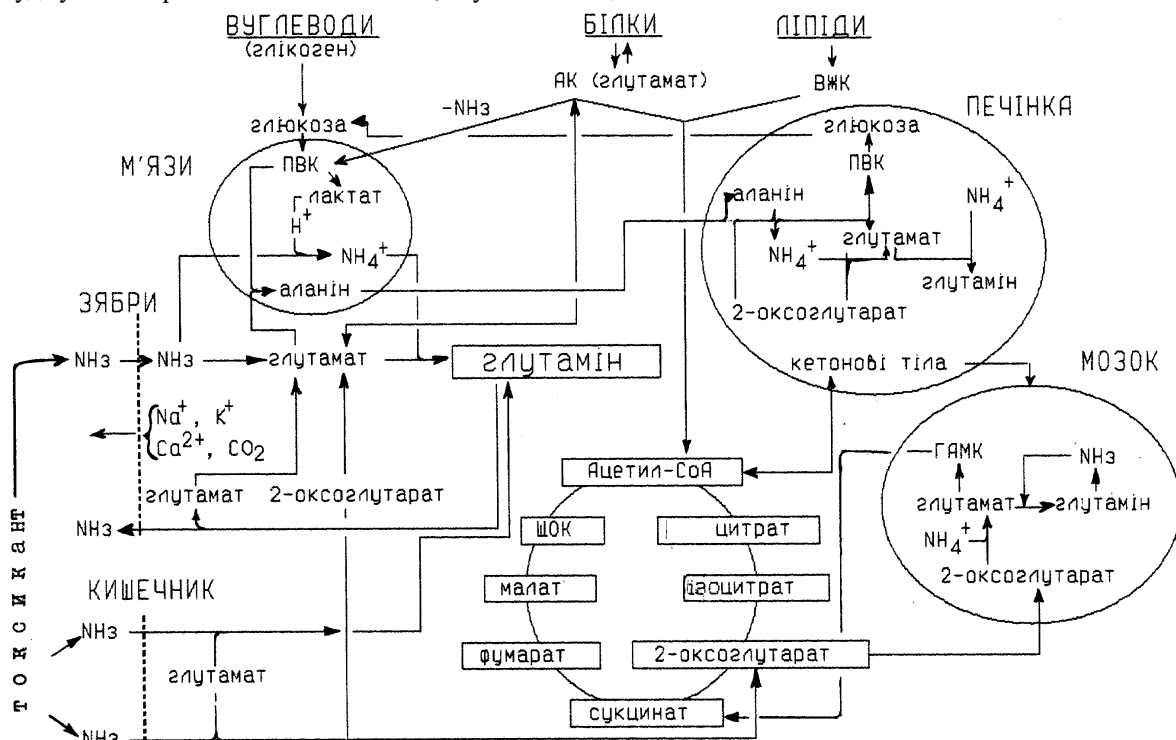 ВУГЛЕВОДИ БІЛКИ ЛІПІДИ
(глікоген)
АК (глутамат) ВЖК
-NH3 ПЕЧІНКА
глюкоза глюкоза
М'ЯЗИ ПВК ПВК
лактат аланін NH4+
H+ глутамат
NH4+ NH4+
глутамін
ЗЯБРИ аланін 2-оксоглутарат
NH3 NH3 глутамат ГЛУТАМІН кетонові тіла МОЗОК
Na+, K+
Ca2+, CO2
ГАМК NH3
Ацетил-СоА
глутамат 2-оксоглутарат глутамат глутамін
NH3 ЩОК цитрат NH4+
2-оксоглутарат
КИШЕЧНИК малат ізоцитрат
NH3
фумарат 2-оксоглутарат
глутамат
сукцинат
NH3
ТОКСИКАНТ